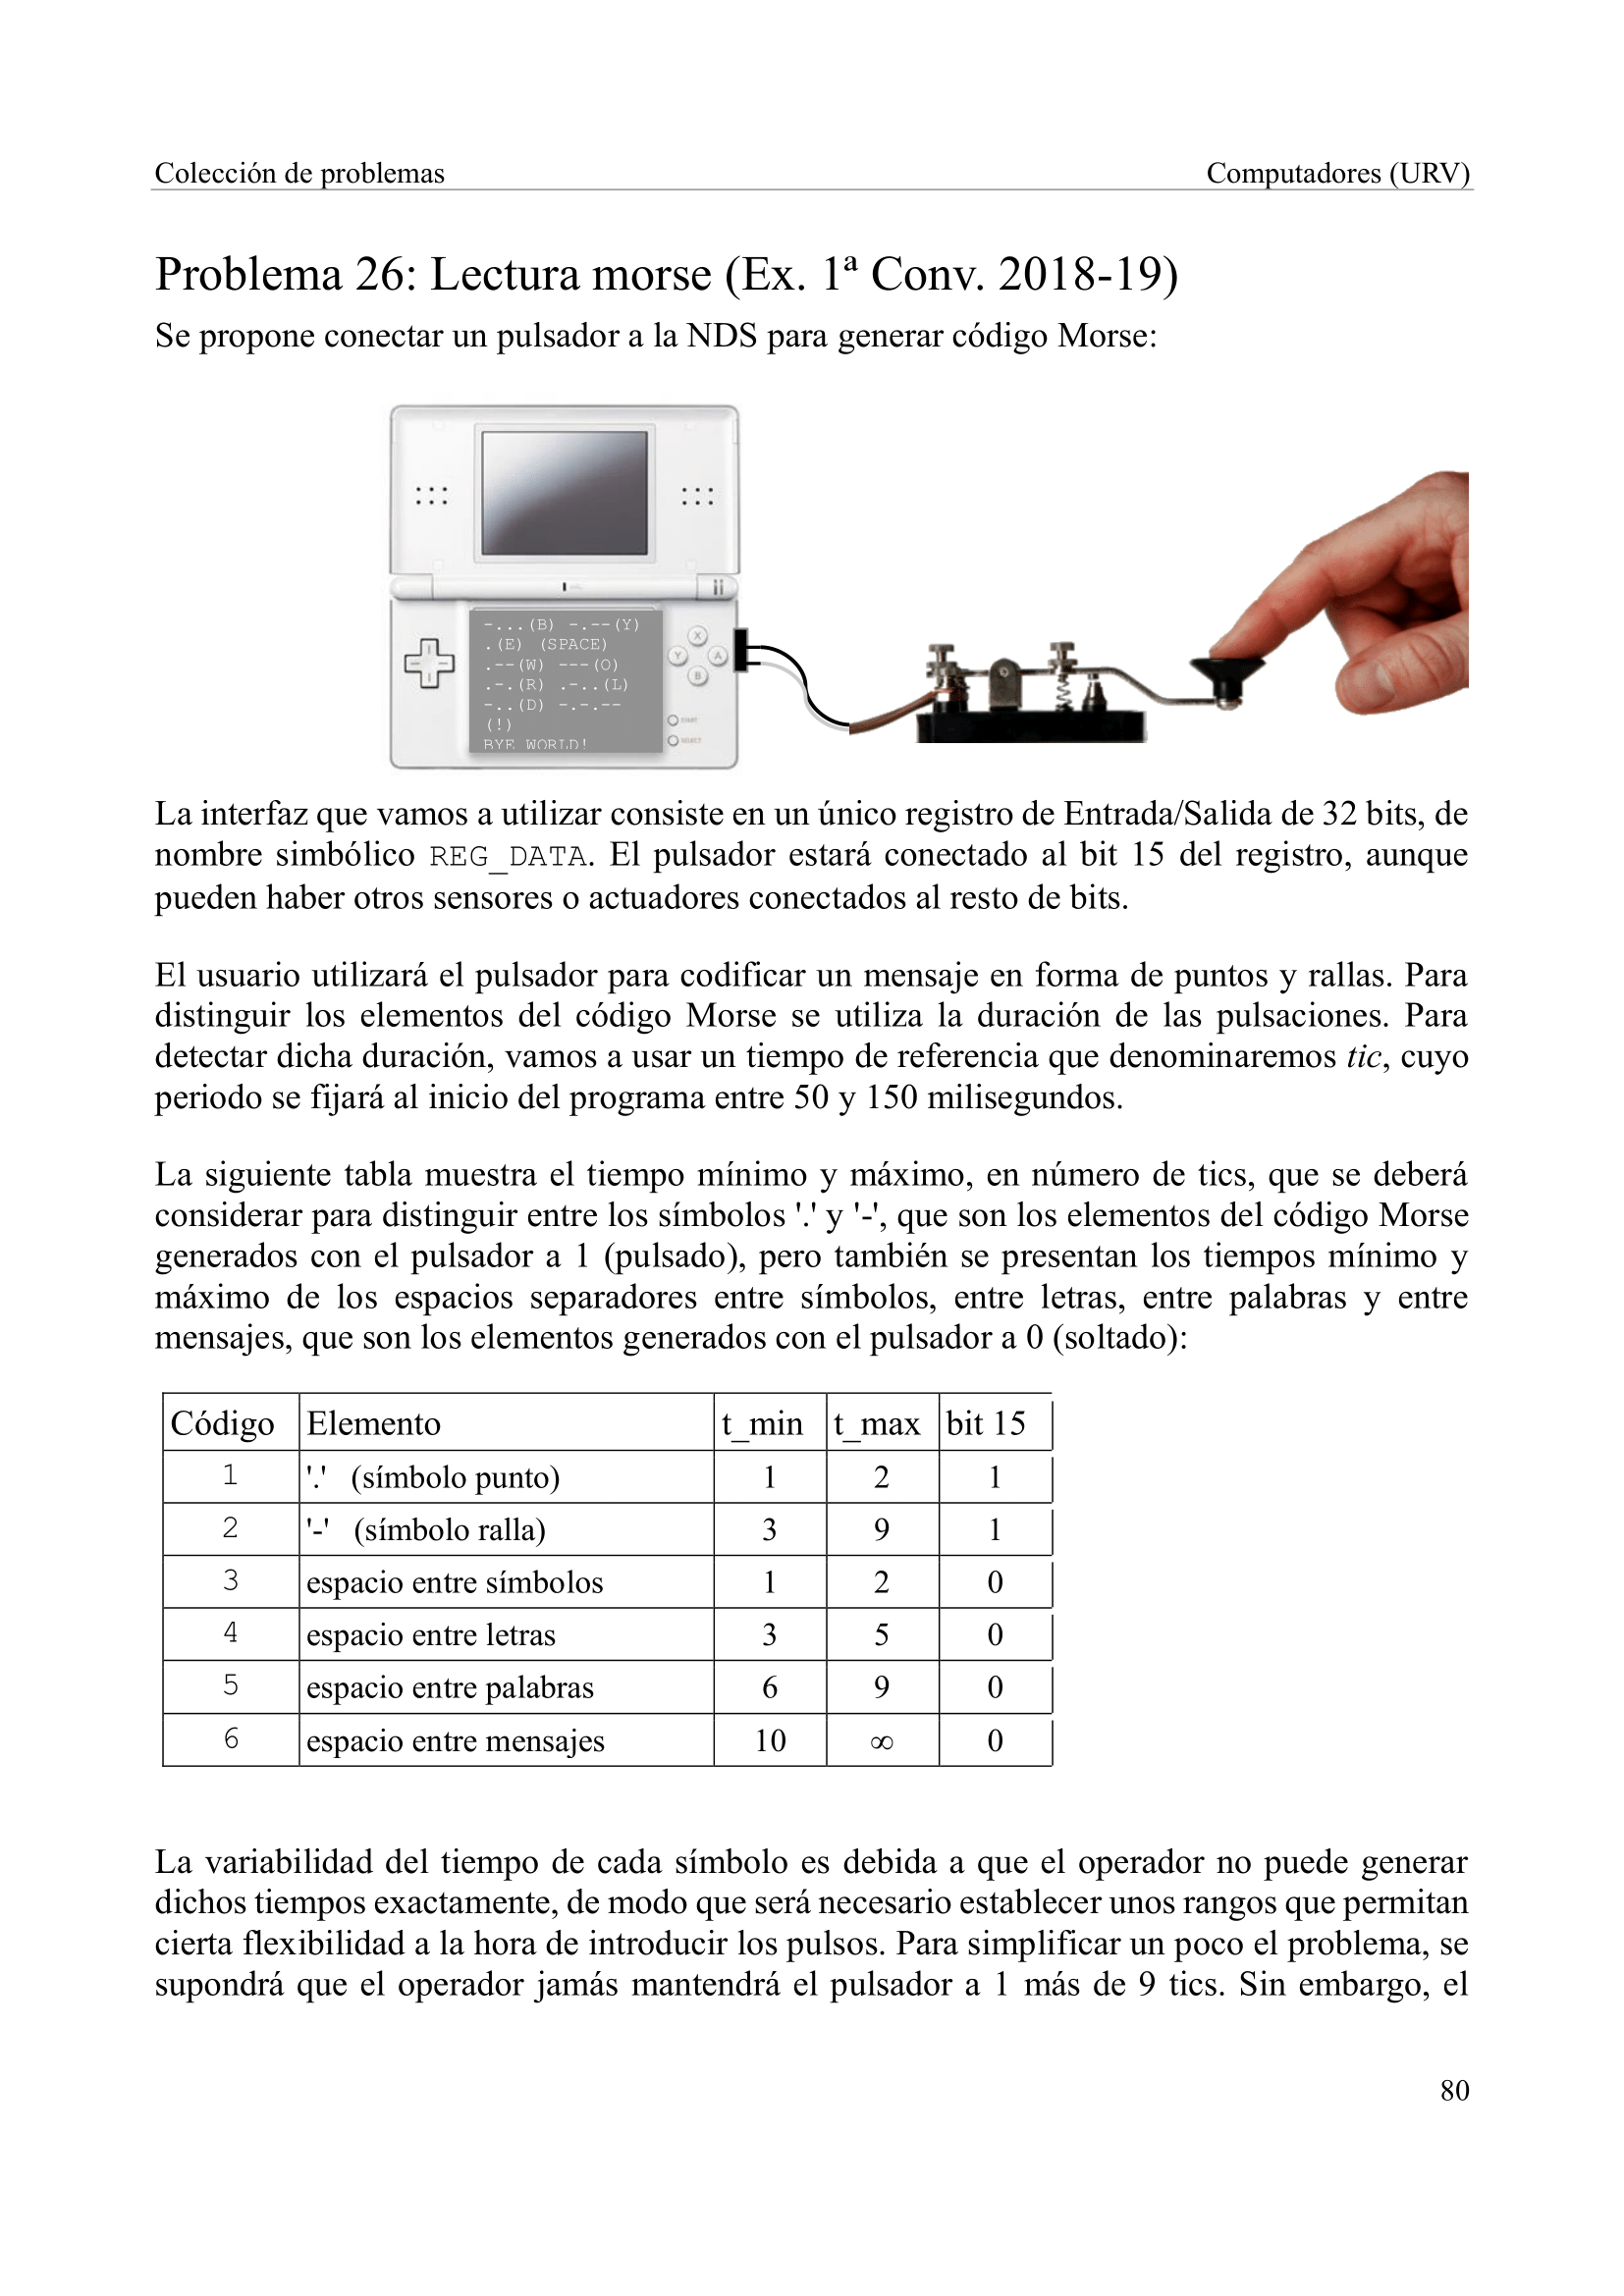 Colección de problemas Computadores (URV)
Problema 26: Lectura morse (Ex. 1ª Conv. 2018-19)
Se propone conectar un pulsador a la NDS para generar código Morse:
-...(B) -.--(Y)
.(E) (SPACE)
.--(W) ---(O)
.-.(R) .-..(L)
-..(D) -.-.--
(!)
BYE WORLD!
X
Y A
B
START
SELECT
La interfaz que vamos a utilizar consiste en un único registro de Entrada/Salida de 32 bits, de
nombre simbólico REG_DATA. El pulsador estará conectado al bit 15 del registro, aunque
pueden haber otros sensores o actuadores conectados al resto de bits.
El usuario utilizará el pulsador para codificar un mensaje en forma de puntos y rallas. Para
distinguir los elementos del código Morse se utiliza la duración de las pulsaciones. Para
detectar dicha duración, vamos a usar un tiempo de referencia que denominaremos tic, cuyo
periodo se fijará al inicio del programa entre 50 y 150 milisegundos.
La siguiente tabla muestra el tiempo mínimo y máximo, en número de tics, que se deberá
considerar para distinguir entre los símbolos '.' y '-', que son los elementos del código Morse
generados con el pulsador a 1 (pulsado), pero también se presentan los tiempos mínimo y
máximo de los espacios separadores entre símbolos, entre letras, entre palabras y entre
mensajes, que son los elementos generados con el pulsador a 0 (soltado):
Código Elemento t_min t_max bit 15
1 '.' (símbolo punto) 1 2 1
2 '-' (símbolo ralla) 3 9 1
3 espacio entre símbolos 1 2 0
4 espacio entre letras 3 5 0
5 espacio entre palabras 6 9 0
6 espacio entre mensajes 10 ∞ 0
La variabilidad del tiempo de cada símbolo es debida a que el operador no puede generar
dichos tiempos exactamente, de modo que será necesario establecer unos rangos que permitan
cierta flexibilidad a la hora de introducir los pulsos. Para simplificar un poco el problema, se
supondrá que el operador jamás mantendrá el pulsador a 1 más de 9 tics. Sin embargo, el
80